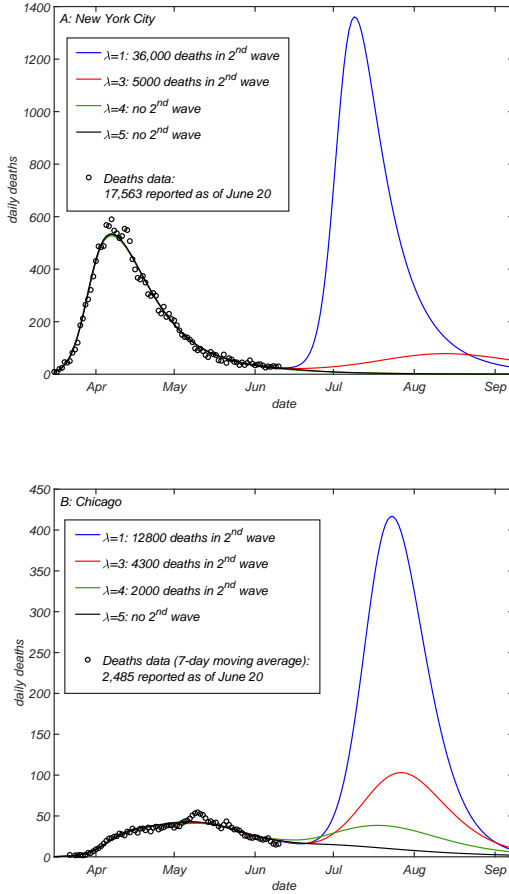 A: New York City
1400
1200
1000
800
600
400
200
0
daily deaths
λ=1: 36,000 deaths in 2nd wave
λ=3: 5000 deaths in 2nd wave
λ=4: no 2nd wave
λ=5: no 2nd wave
Deaths data:
17,563 reported as of June 20
Apr May Jun Jul Aug Sep
date
B: Chicago
450
400
350
300
250
200
150
100
50
0
daily deaths
λ=1: 12800 deaths in 2nd wave
λ=3: 4300 deaths in 2nd wave
λ=4: 2000 deaths in 2nd wave
λ=5: no 2nd wave
Deaths data (7-day moving average):
2,485 reported as of June 20
Apr May Jun Jul Aug Sep
date